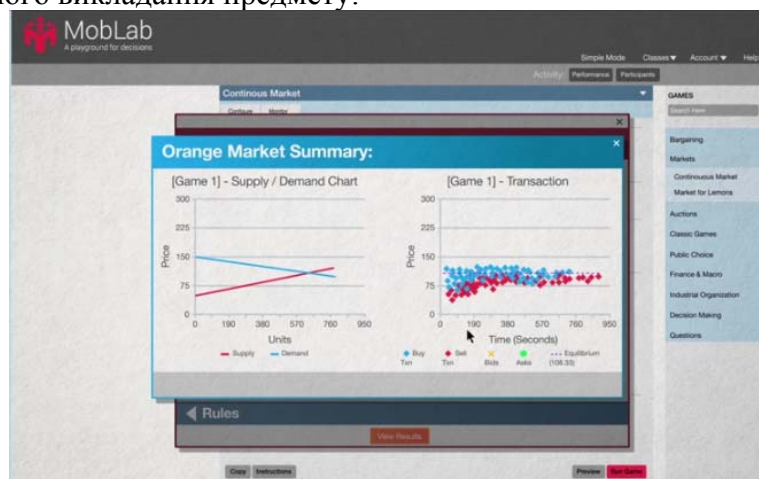 ного викладання предмету.
MobLab
A playground for decisions
Simple Mode Classes Account Help
Activity: Performance Participants
Continous Market
Configure Monitor
GAMES
Search Here
Bargaining
Markets
Continuous Market
Market for Lemons
Auctions
Classic Games
Public Choice
Finance & Macro
Industrial Organization
Decision Making
Questions
Orange Market Summary:
[Game 1] - Supply / Demand Chart
300
225
150
75
0
Price
0 190 380 570 760 950
Units
Supply Demand
[Game 1] - Transaction
300
225
150
75
0
Price
0 190 380 570 760 950
Time (Seconds)
Buy Txn Sell Txn Bids Asks Equilibrium (106.33)
Rules
View Results
Copy Instructions
Preview Run Game